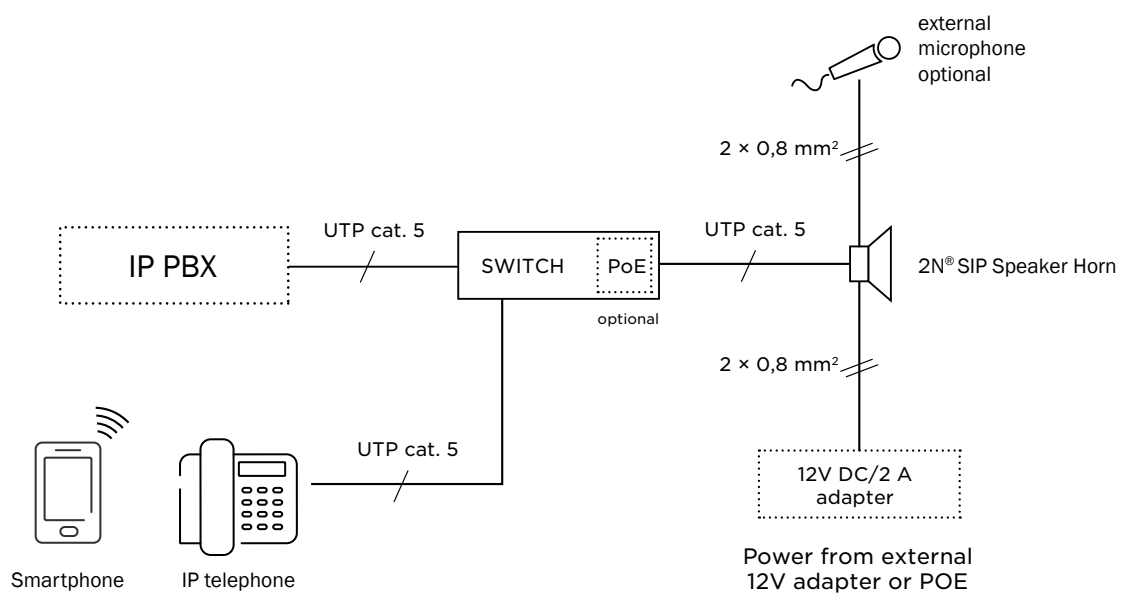 external
microphone
optional
2 × 0,8 mm²
UTP cat. 5
UTP cat. 5
IP PBX
SWITCH
PoE
2N® SIP Speaker Horn
optional
2 × 0,8 mm²
UTP cat. 5
12V DC/2 A
adapter
Power from external
12V adapter or POE
Smartphone
IP telephone